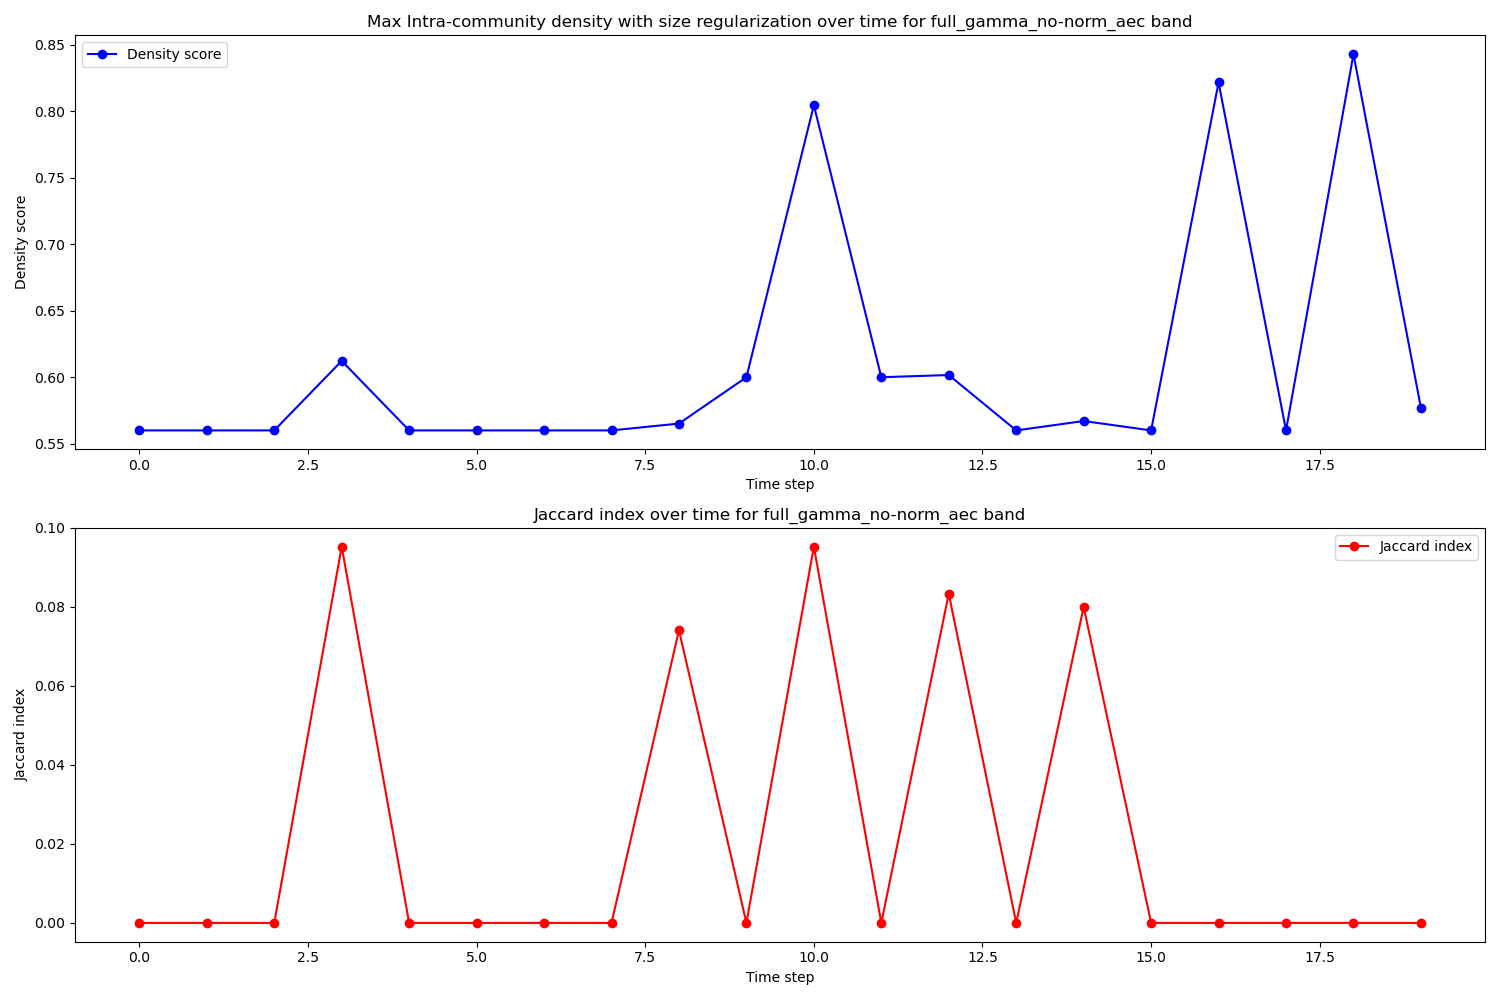 Max Intra-community density with size regularization over time for full_gamma_no-norm_aec band
Density score
0.85
0.80
0.75
0.70
0.65
0.60
0.55
Density score
0.0 2.5 5.0 7.5 10.0 12.5 15.0 17.5
Time step
Jaccard index over time for full_gamma_no-norm_aec band
Jaccard index
0.10
0.08
0.06
0.04
0.02
0.00
Jaccard index
0.0 2.5 5.0 7.5 10.0 12.5 15.0 17.5
Time step